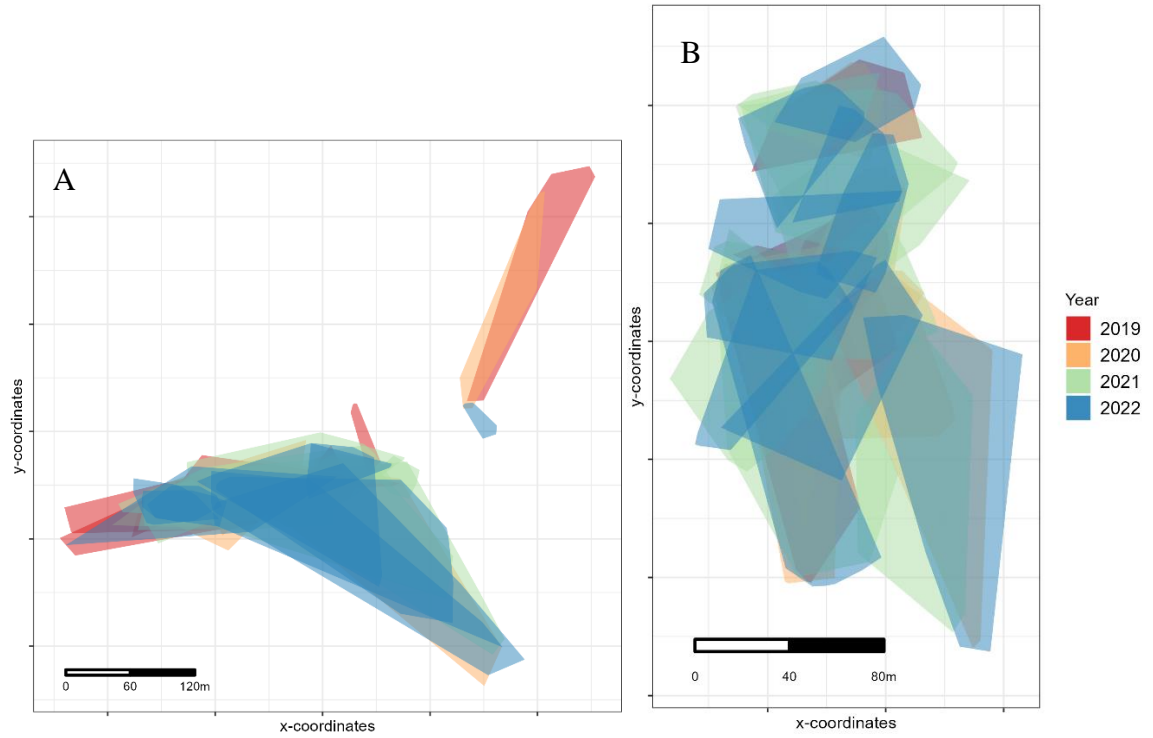 A
y-coordinates
0 60 120m
x-coordinates
B
y-coordinates
0 40 80m
x-coordinates
Year
2019
2020
2021
2022